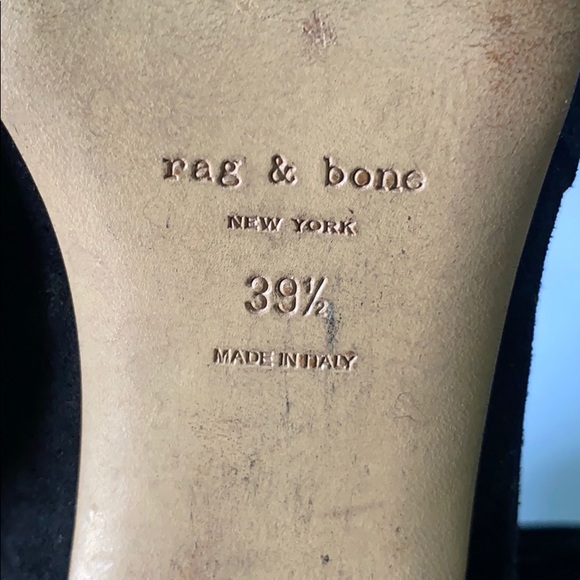 rag & bone
NEW YORK
39½
MADE IN ITALY